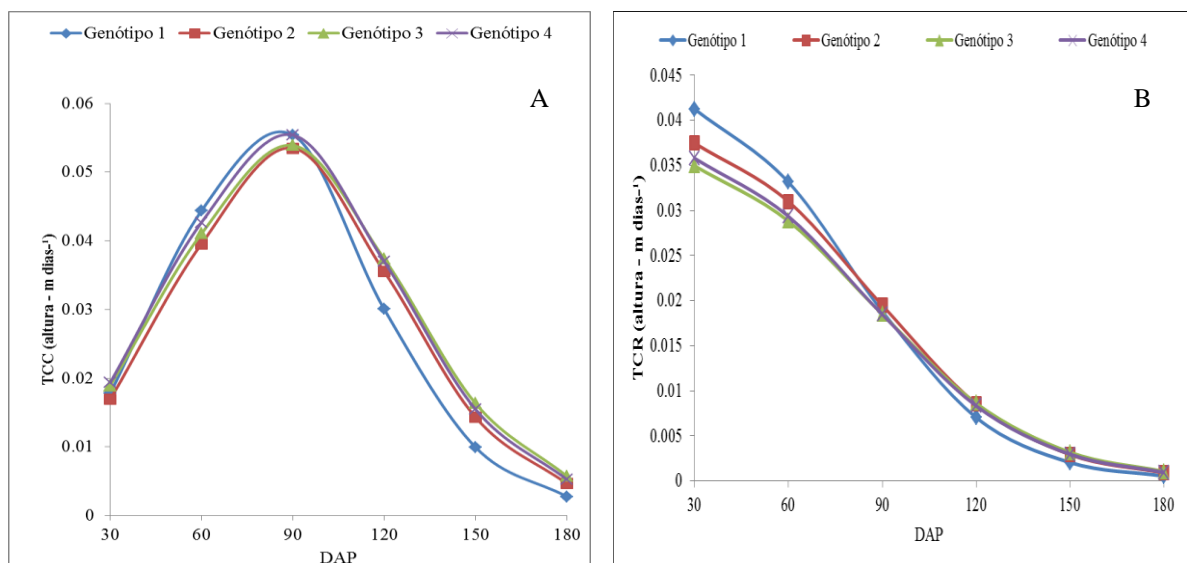 Genótipo 1 Genótipo 2 Genótipo 3 Genótipo 4
A
0.06
0.05
0.04
0.03
0.02
0.01
0
TCC (altura - m dias-¹)
30 60 90 120 150 180
DAP
Genótipo 1 Genótipo 2 Genótipo 3 Genótipo 4
B
0.045
0.04
0.035
0.03
0.025
0.02
0.015
0.01
0.005
0
TCR (altura - m dias-¹)
30 60 90 120 150 180
DAP